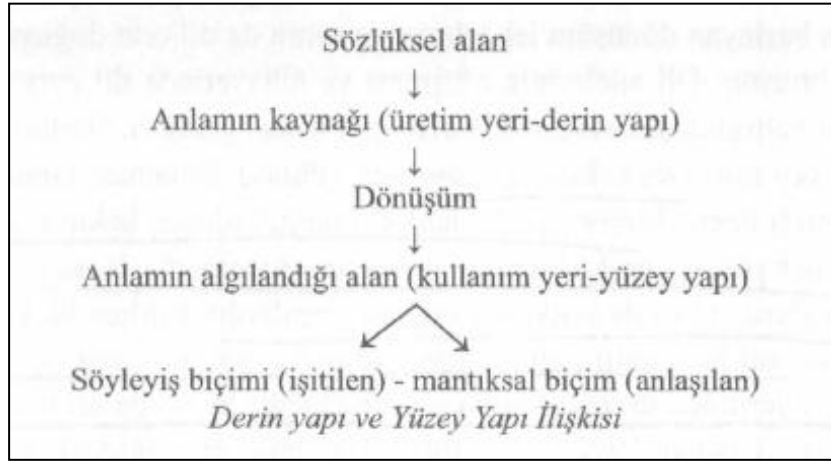 Sözlüksel alan
Anlamın kaynağı (üretim yeri-derin yapı)
Dönüşüm
Anlamın algılandığı alan (kullanım yeri-yüzey yapı)
Söyleyiş biçimi (işitilen) - mantıksal biçim (anlaşılan)
Derin yapı ve Yüzey Yapı İlişkisi